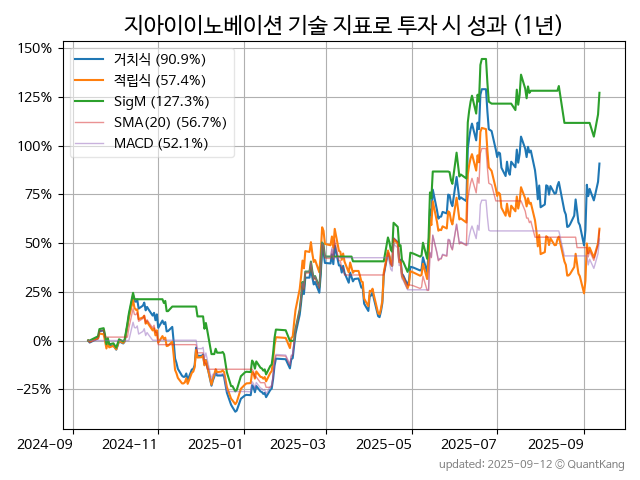 지아이이노베이션 기술 지표로 투자 시 성과 (1년)
150%
125%
100%
75%
50%
25%
0%
−25%
거치식 (90.9%)
적립식 (57.4%)
SigM (127.3%)
SMA(20) (56.7%)
MACD (52.1%)
2024-09 2024-11 2025-01 2025-03 2025-05 2025-07 2025-09
updated: 2025-09-12 © QuantKang